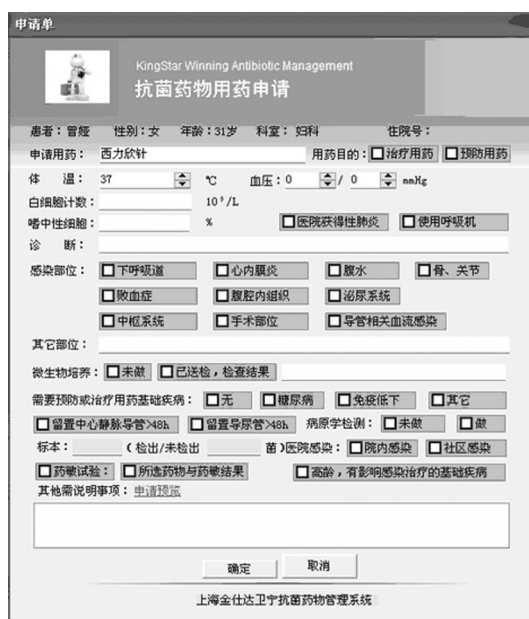 申请单
KingStar Winning Antibiotic Management
抗菌药物用药申请
患者：曾娅 性别：女 年龄：31岁 科室：妇科 住院号：
申请用药： 西力欣针 用药目的： 治疗用药 预防用药
体 温： 37 ℃ 血压： 0 / 0 mmHg
白细胞计数： 10⁹/L
嗜中性细胞： % 医院获得性肺炎 使用呼吸机
诊 断：
感染部位： 下呼吸道 心内膜炎 腹水 骨、关节
败血症 腹腔内组织 泌尿系统
中枢系统 手术部位 导管相关血流感染
其它部位：
微生物培养： 未做 已送检，检查结果
需要预防或治疗用药基础疾病： 无 糖尿病 免疫低下 其它
留置中心静脉导管>48h 留置导尿管>48h 病原学检测： 未做 做
标本： （检出/未检出 菌）医院感染： 院内感染 社区感染
药敏试验： 所选药物与药敏结果 高龄，有影响感染治疗的基础疾病
其他需说明事项： 申请预览
确定 取消
上海金仕达卫宁抗菌药物管理系统